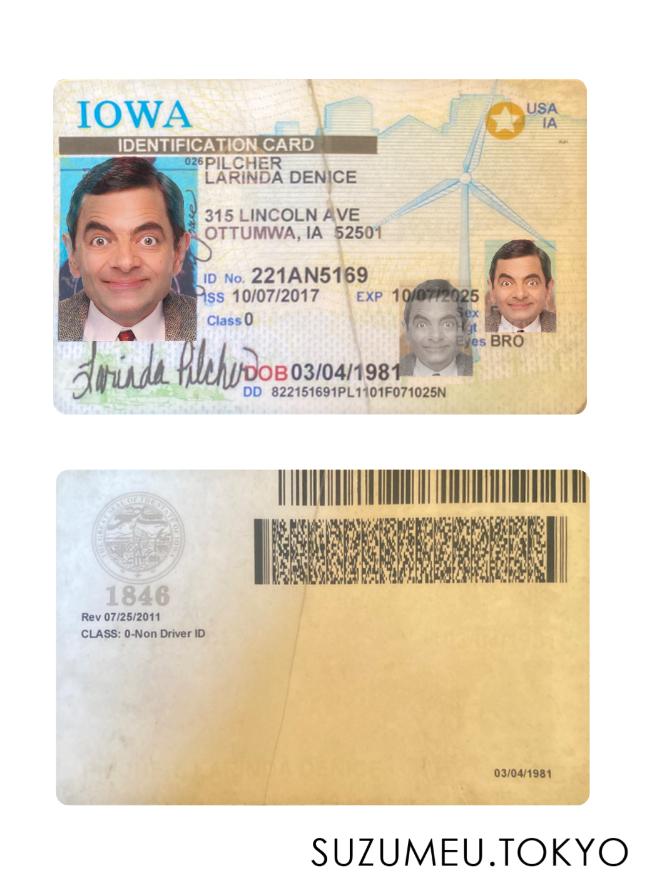 IOWA
USA
IA
IDENTIFICATION CARD
026 PILCHER
LARINDA DENICE
315 LINCOLN AVE
OTTUMWA, IA 52501
ID No. 221AN5169
ISS 10/07/2017 EXP 10/07/2025
Class 0
Sex
Eyes BRO
Larinda Pilcher
DOB 03/04/1981
DD 822151691PL1101F071025N
1846
Rev 07/25/2011
CLASS: 0-Non Driver ID
03/04/1981
SUZUMEU.TOKYO